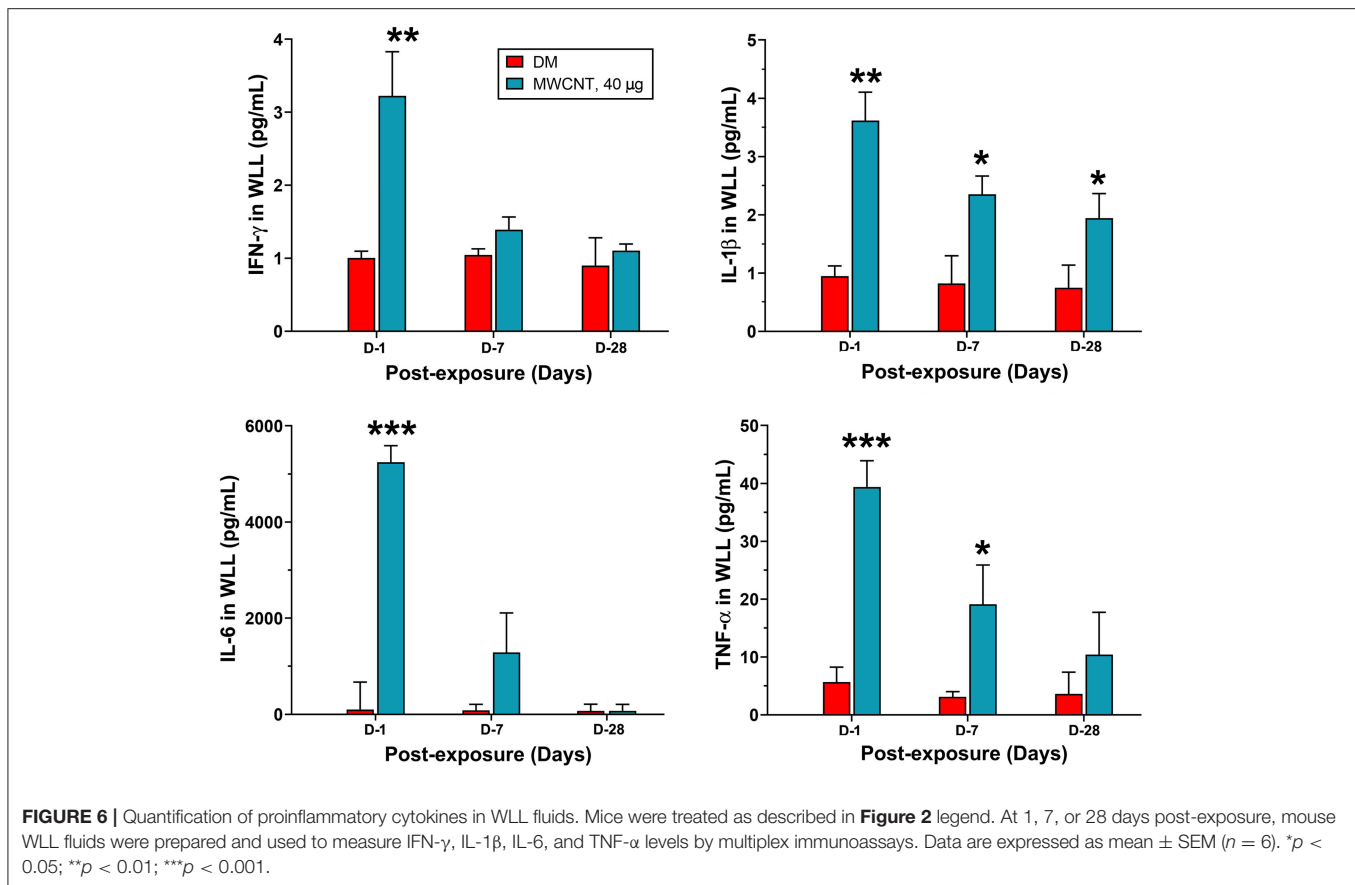 **
4
3
2
1
0
IFN-γ in WLL (pg/mL)
DM
MWCNT, 40 µg
D-1 D-7 D-28
Post-exposure (Days)
**
*
*
5
4
3
2
1
0
IL-1β in WLL (pg/mL)
D-1 D-7 D-28
Post-exposure (Days)
***
6000
4000
2000
0
IL-6 in WLL (pg/mL)
D-1 D-7 D-28
Post-exposure (Days)
***
*
50
40
30
20
10
0
TNF-α in WLL (pg/mL)
D-1 D-7 D-28
Post-exposure (Days)
FIGURE 6 | Quantification of proinflammatory cytokines in WLL fluids. Mice were treated as described in Figure 2 legend. At 1, 7, or 28 days post-exposure, mouse
WLL fluids were prepared and used to measure IFN-γ, IL-1β, IL-6, and TNF-α levels by multiplex immunoassays. Data are expressed as mean ± SEM (n = 6). *p <
0.05; **p < 0.01; ***p < 0.001.